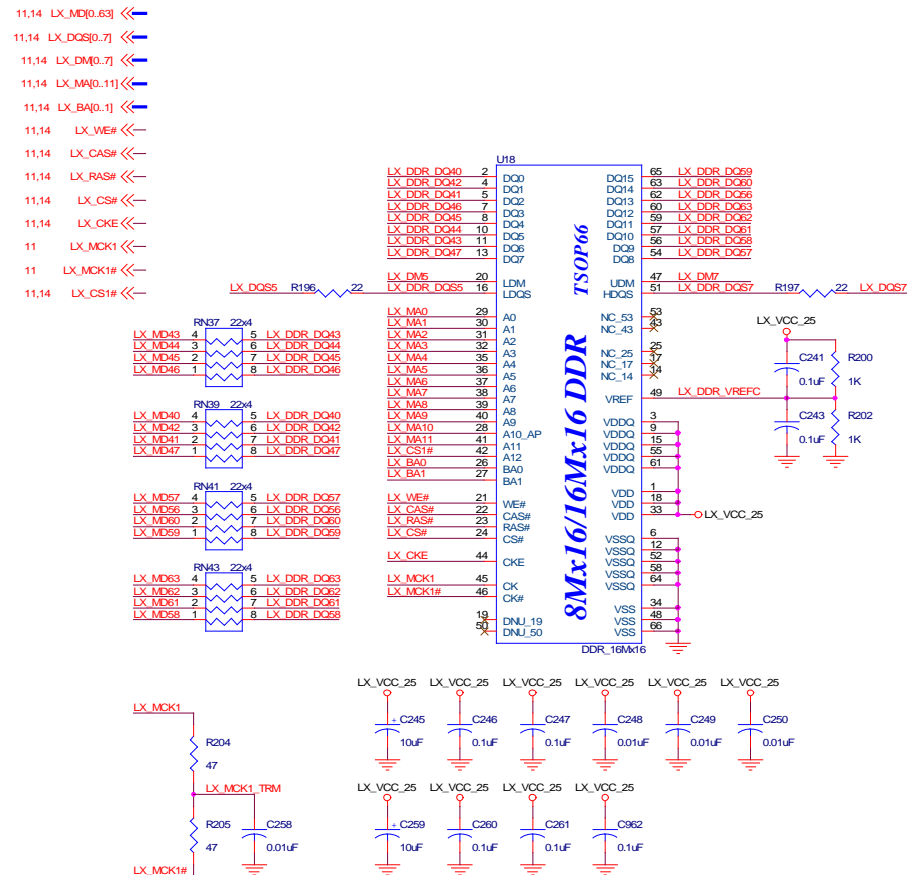 11,14 LX_MD[0..63]
11,14 LX_DQS[0..7]
11,14 LX_DM[0..7]
11,14 LX_MA[0..11]
11,14 LX_BA[0..1]
11,14 LX_WE#
11,14 LX_CAS#
11,14 LX_RAS#
11,14 LX_CS#
11,14 LX_CKE
11 LX_MCK1
11 LX_MCK1#
11,14 LX_CS1#
U18
LX_DDR_DQ40 2 DQ0 DQ15 65 LX_DDR_DQ59
LX_DDR_DQ42 4 DQ1 DQ14 63 LX_DDR_DQ60
LX_DDR_DQ41 5 DQ2 DQ13 62 LX_DDR_DQ56
LX_DDR_DQ46 7 DQ3 DQ12 60 LX_DDR_DQ63
LX_DDR_DQ45 8 DQ4 DQ11 59 LX_DDR_DQ62
LX_DDR_DQ44 10 DQ5 DQ10 57 LX_DDR_DQ61
LX_DDR_DQ43 11 DQ6 DQ9 56 LX_DDR_DQ58
LX_DDR_DQ47 13 DQ7 DQ8 54 LX_DDR_DQ57
LX_DM5 20 LDM UDM 47 LX_DM7
LX_DQS5 R196 22 LX_DDR_DQS5 16 LDQS HDQS 51 LX_DDR_DQS7 R197 22 LX_DQS7
TSOP66
8Mx16/16Mx16 DDR
LX_MA0 29 A0 NC_53 53
LX_MA1 30 A1 NC_43 43
LX_MA2 31 A2
LX_MA3 32 A3 NC_25 25
LX_MA4 35 A4 NC_17 17
LX_MA5 36 A5 NC_14 14
LX_MA6 37 A6
LX_MA7 38 A7 VREF 49 LX_DDR_VREFC
LX_MA8 39 A8
LX_MA9 40 A9 VDDQ 3
LX_MA10 28 A10_AP VDDQ 9
LX_MA11 41 A11 VDDQ 15
LX_CS1# 42 A12 VDDQ 55
LX_BA0 26 BA0 VDDQ 61
LX_BA1 27 BA1
VDD 1
LX_WE# 21 WE# VDD 18
LX_CAS# 22 CAS# VDD 33 LX_VCC_25
LX_RAS# 23 RAS#
LX_CS# 24 CS# VSSQ 6
VSSQ 12
LX_CKE 44 CKE VSSQ 52
VSSQ 58
LX_MCK1 45 CK VSSQ 64
LX_MCK1# 46 CK#
VSS 34
19 DNU_19 VSS 48
50 DNU_50 VSS 66
DDR_16Mx16
LX_VCC_25
C241 R200
0.1uF 1K
C243 R202
0.1uF 1K
RN37 22x4
LX_MD43 4 5 LX_DDR_DQ43
LX_MD44 3 6 LX_DDR_DQ44
LX_MD45 2 7 LX_DDR_DQ45
LX_MD46 1 8 LX_DDR_DQ46
RN39 22x4
LX_MD40 4 5 LX_DDR_DQ40
LX_MD42 3 6 LX_DDR_DQ42
LX_MD41 2 7 LX_DDR_DQ41
LX_MD47 1 8 LX_DDR_DQ47
RN41 22x4
LX_MD57 4 5 LX_DDR_DQ57
LX_MD56 3 6 LX_DDR_DQ56
LX_MD60 2 7 LX_DDR_DQ60
LX_MD59 1 8 LX_DDR_DQ59
RN43 22x4
LX_MD63 4 5 LX_DDR_DQ63
LX_MD62 3 6 LX_DDR_DQ62
LX_MD61 2 7 LX_DDR_DQ61
LX_MD58 1 8 LX_DDR_DQ58
LX_MCK1
R204
47
LX_MCK1_TRM
R205 C258
47 0.01uF
LX_MCK1#
LX_VCC_25 LX_VCC_25 LX_VCC_25 LX_VCC_25 LX_VCC_25 LX_VCC_25
+ C245 C246 C247 C248 C249 C250
10uF 0.1uF 0.1uF 0.01uF 0.01uF 0.01uF
LX_VCC_25 LX_VCC_25 LX_VCC_25 LX_VCC_25
+ C259 C260 C261 C962
10uF 0.1uF 0.1uF 0.1uF